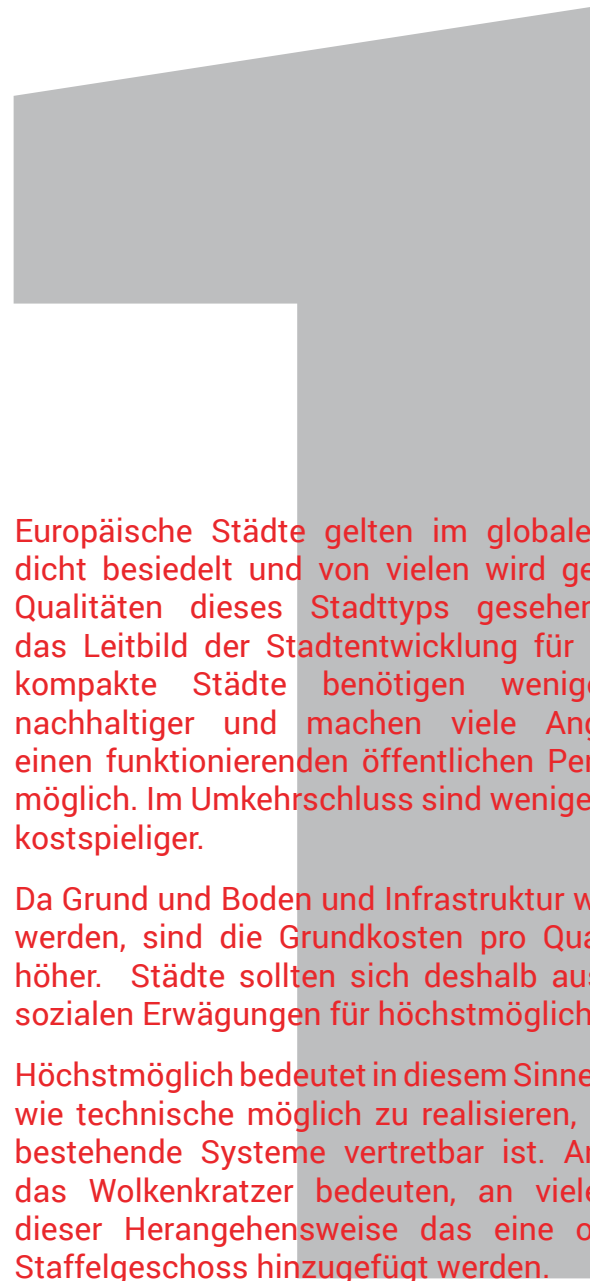 1
Europäische Städte gelten im globale
dicht besiedelt und von vielen wird ge
Qualitäten dieses Stadttyps gesehen
das Leitbild der Stadtentwicklung für
kompakte Städte benötigen wenige
nachhaltiger und machen viele Ang
einen funktionierenden öffentlichen Per
möglich. Im Umkehrschluss sind wenige
kostspieliger.
Da Grund und Boden und Infrastruktur w
werden, sind die Grundkosten pro Qua
höher. Städte sollten sich deshalb aus
sozialen Erwägungen für höchstmöglich
Höchstmöglich bedeutet in diesem Sinne
wie technische möglich zu realisieren,
bestehende Systeme vertretbar ist. An
das Wolkenkratzer bedeuten, an viele
dieser Herangehensweise das eine o
Staffelgeschoss hinzugefügt werden.